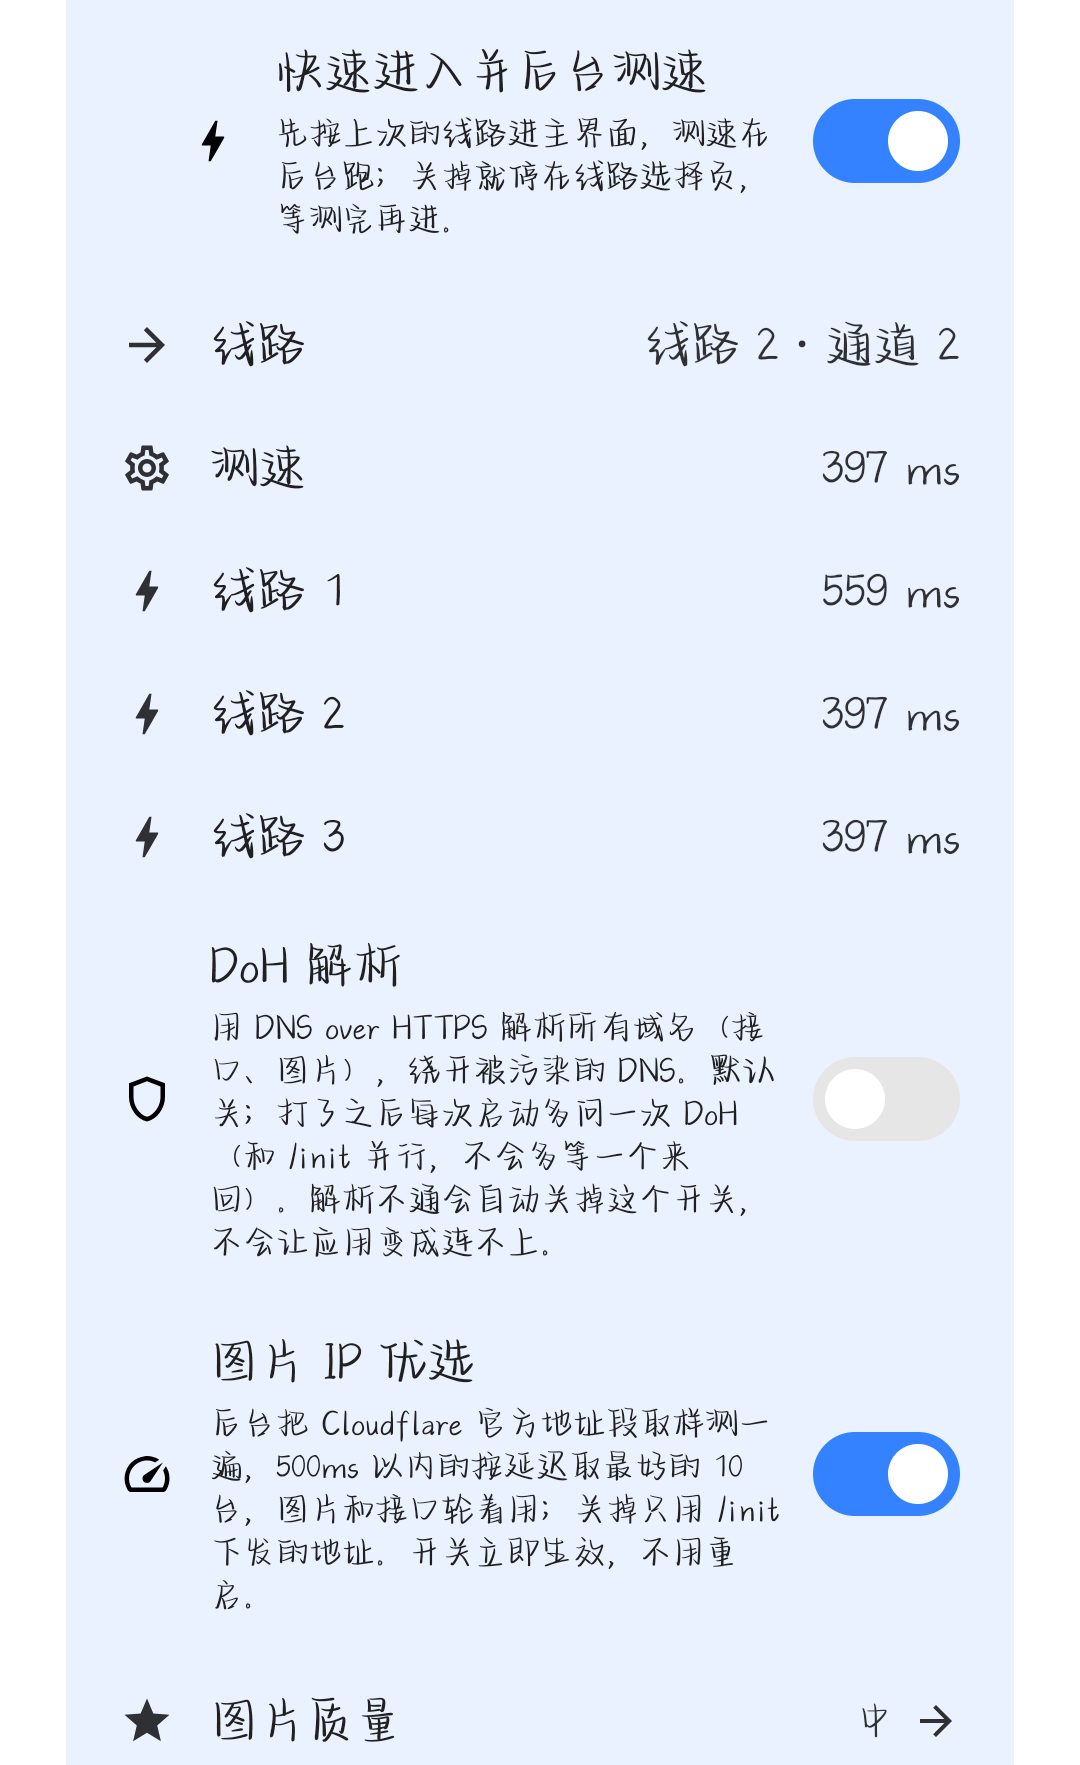 快速进入并后台测速
先按上次的线路进主界面，测速在
后台跑；关掉就停在线路选择页，
等测完再进。
线路 线路 2 · 通道 2
测速 397 ms
线路 1 559 ms
线路 2 397 ms
线路 3 397 ms
DoH 解析
用 DNS over HTTPS 解析所有域名（接
口、图片），绕开被污染的 DNS。默认
关；打了之后每次启动多问一次 DoH
（和 /init 并行，不会多等一个来
回）。解析不通会自动关掉这个开关，
不会让应用变成连不上。
图片 IP 优选
后台把 Cloudflare 官方地址段取样测一
遍，500ms 以内的按延迟取最好的 10
台，图片和接口轮着用；关掉只用 /init
下发的地址。开关立即生效，不用重
启。
图片质量 中